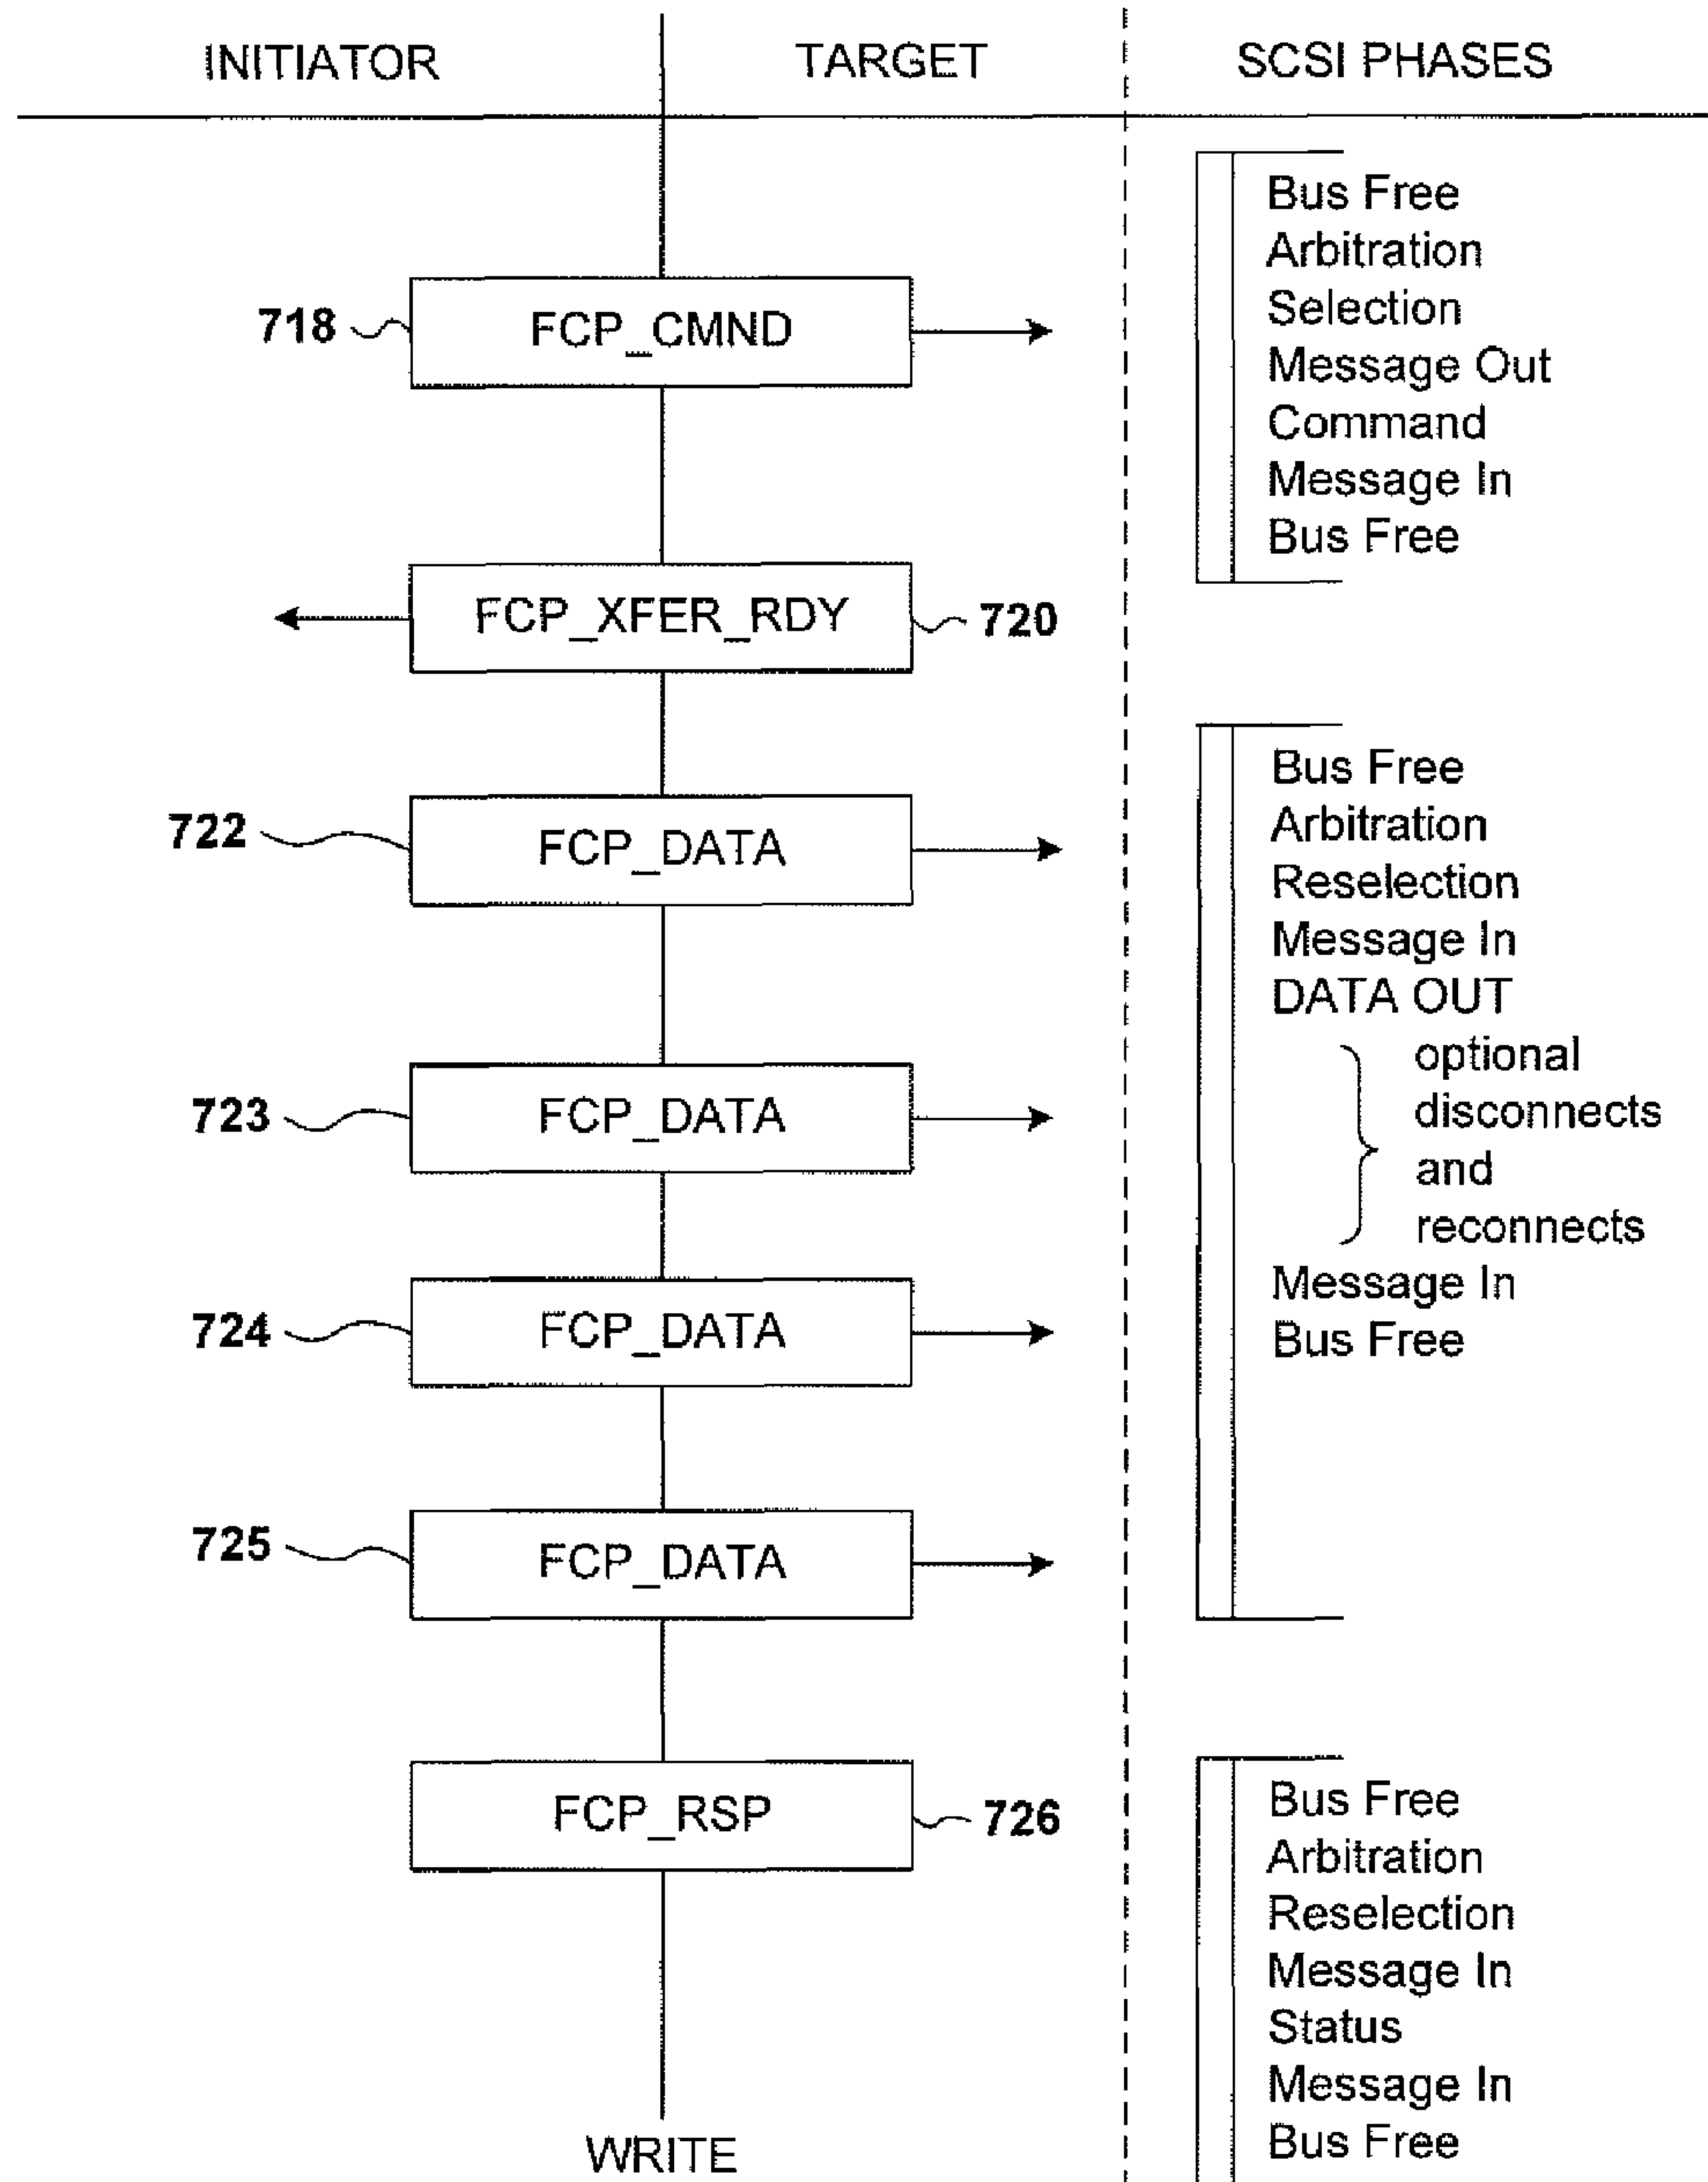 INITIATOR
TARGET
SCSI PHASES
718
FCP_CMND
Bus Free
Arbitration
Selection
Message Out
Command
Message In
Bus Free
FCP_XFER_RDY
720
722
FCP_DATA
723
FCP_DATA
724
FCP_DATA
725
FCP_DATA
Bus Free
Arbitration
Reselection
Message In
DATA OUT
optional
disconnects
and
reconnects
Message In
Bus Free
FCP_RSP
726
Bus Free
Arbitration
Reselection
Message In
Status
Message In
Bus Free
WRITE